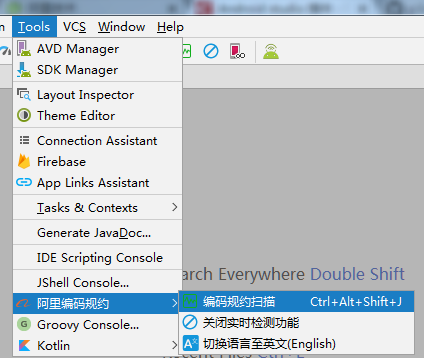 Tools VCS Window Help
AVD Manager
SDK Manager
Layout Inspector
Theme Editor
Connection Assistant
Firebase
App Links Assistant
Tasks & Contexts
Generate JavaDoc...
IDE Scripting Console
JShell Console...
arch Everywhere Double Shift
阿里编码规约
编码规约扫描 Ctrl+Alt+Shift+J
Groovy Console...
关闭实时检测功能
Kotlin
切换语言至英文(English)